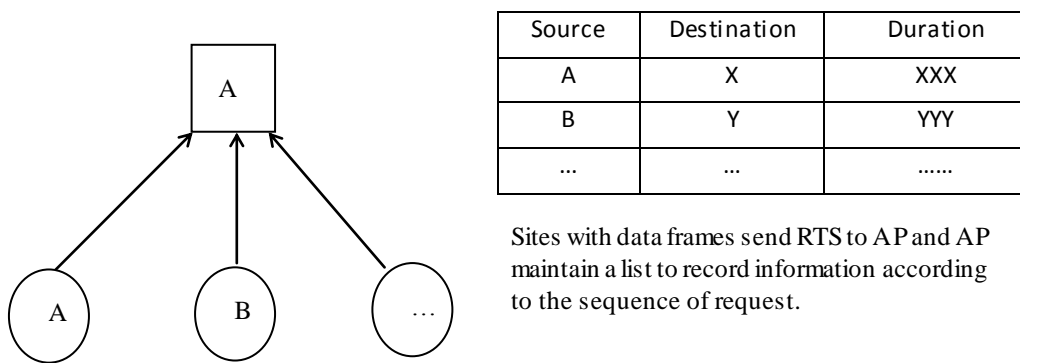 A
A
B
...
Source Destination Duration
A X XXX
B Y YYY
... ... ......
Sites with data frames send RTS to AP and AP
maintain a list to record information according
to the sequence of request.